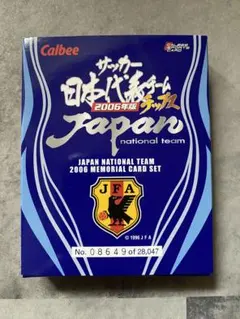 Calbee
サッカー
日本代表チーム
2006年版
チップス
Japan
national team
JAPAN NATIONAL TEAM
2006 MEMORIAL CARD SET
JFA
© 1996 J F A
No. 08649 of 28,047